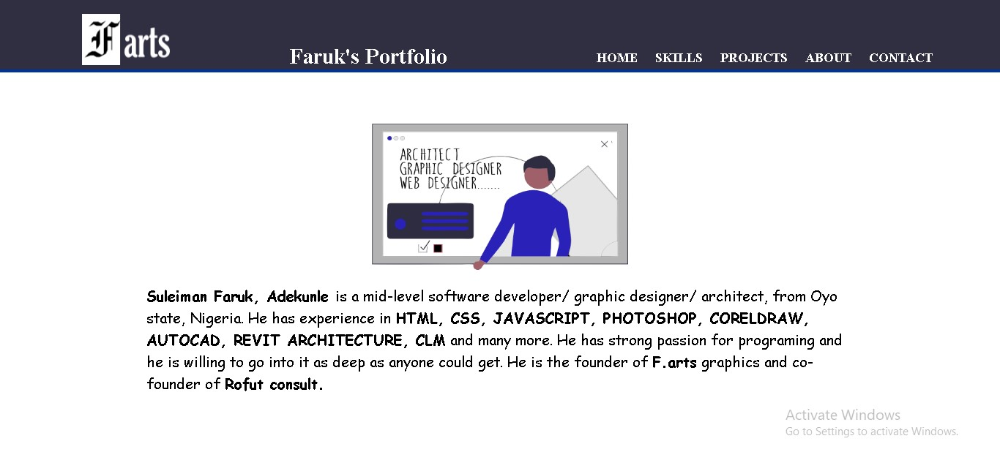 F arts
Faruk's Portfolio
HOME SKILLS PROJECTS ABOUT CONTACT
ARCHITECT
GRAPHIC DESIGNER
WEB DESIGNER.......
Suleiman Faruk, Adekunle is a mid-level software developer/ graphic designer/ architect, from Oyo
state, Nigeria. He has experience in HTML, CSS, JAVASCRIPT, PHOTOSHOP, CORELDRAW,
AUTOCAD, REVIT ARCHITECTURE, CLM and many more. He has strong passion for programing and
he is willing to go into it as deep as anyone could get. He is the founder of F.arts graphics and co-
founder of Rofut consult.
Activate Windows
Go to Settings to activate Windows.